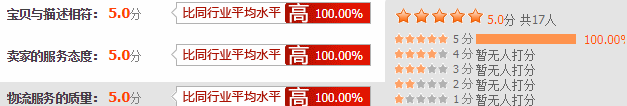 宝贝与描述相符： 5.0分 比同行业平均水平 高 100.00%
卖家的服务态度： 5.0分 比同行业平均水平 高 100.00%
物流服务的质量： 5.0分 比同行业平均水平 高 100.00%
5.0分 共17人
5 分 100.00%
4 分 暂无人打分
3 分 暂无人打分
2 分 暂无人打分
1 分 暂无人打分